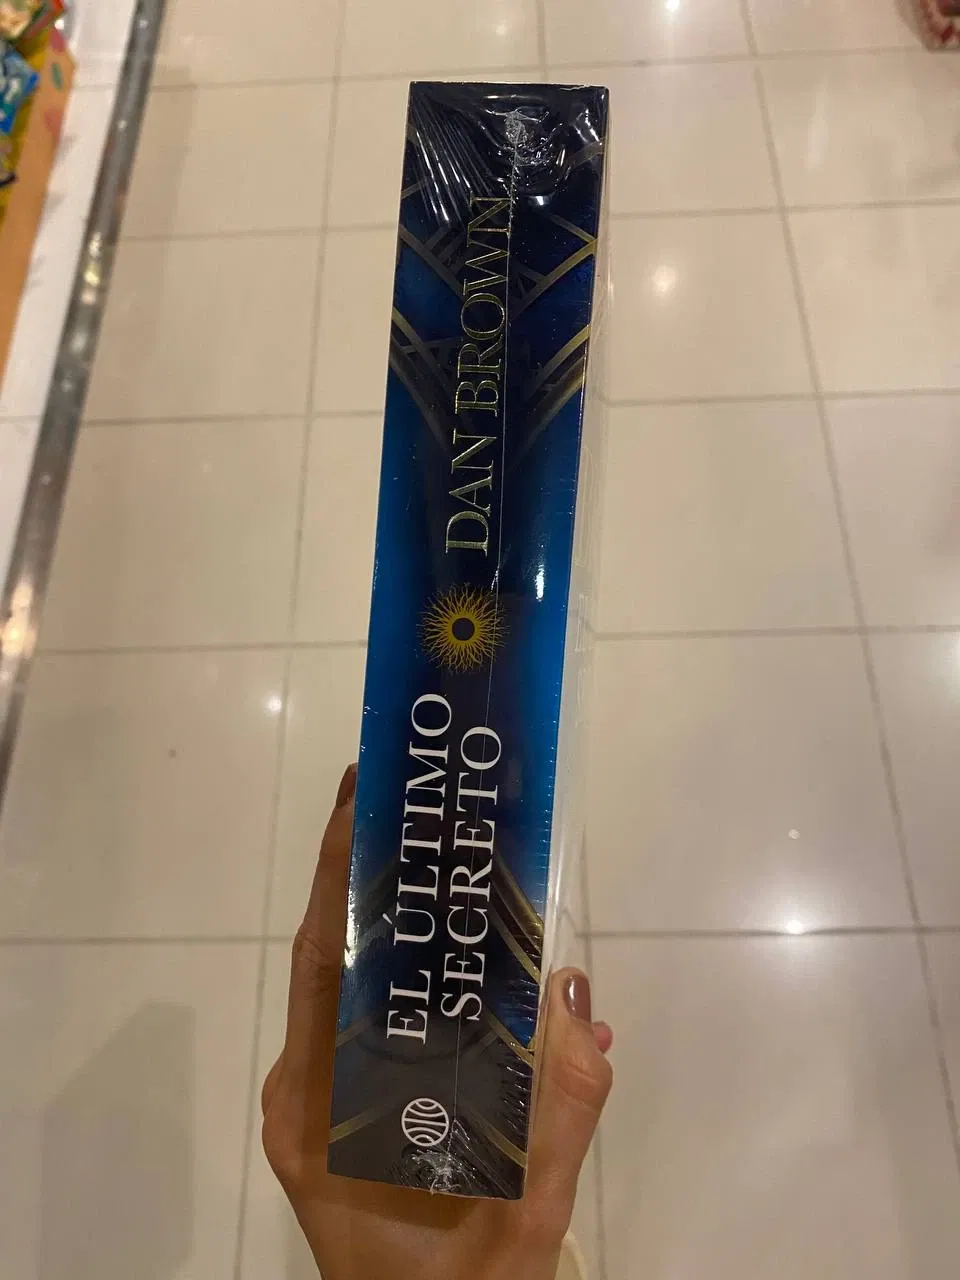 DAN BROWN
EL ÚLTIMO
SECRETO